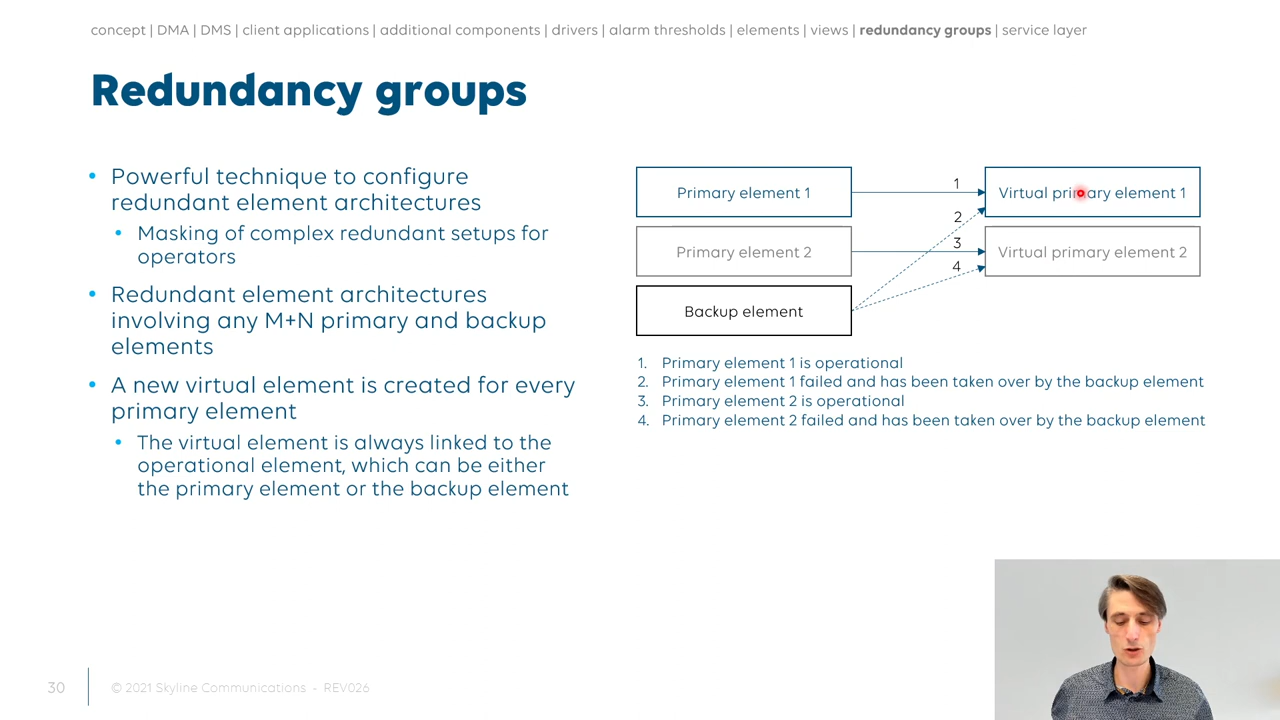 concept | DMA | DMS | client applications | additional components | drivers | alarm thresholds | elements | views | redundancy groups | service layer
Redundancy groups
• Powerful technique to configure
redundant element architectures
• Masking of complex redundant setups for
operators
• Redundant element architectures
involving any M+N primary and backup
elements
• A new virtual element is created for every
primary element
• The virtual element is always linked to the
operational element, which can be either
the primary element or the backup element
Primary element 1
Primary element 2
Backup element
1
2
3
4
Virtual primary element 1
Virtual primary element 2
1. Primary element 1 is operational
2. Primary element 1 failed and has been taken over by the backup element
3. Primary element 2 is operational
4. Primary element 2 failed and has been taken over by the backup element
30
© 2021 Skyline Communications - REV026